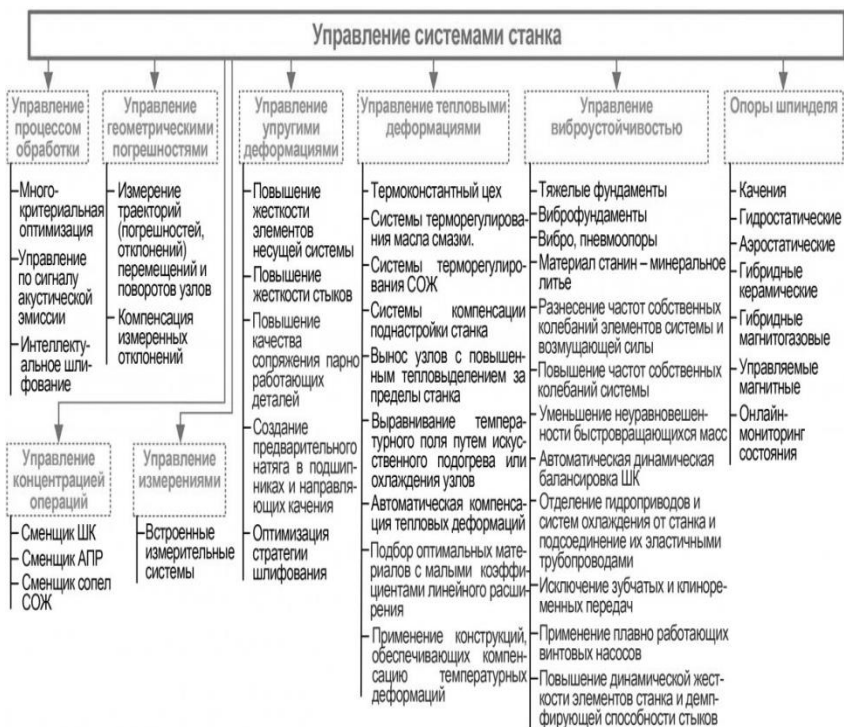 Управление системами станка
Управление
процессом
обработки
Много-
критериальная
оптимизация
Управление
по сигналу
акустической
эмиссии
Интеллекту-
альное шли-
фование
Управление
геометрическими
погрешностями
Измерение
траекторий
(погрешностей,
отклонений)
перемещений и
поворотов узлов
Компенсация
измеренных
отклонений
Управление
упругими
деформациями
Повышение
жесткости
элементов
несущей системы
Повышение
жесткости стыков
Повышение
качества
сопряжения парно
работающих
деталей
Создание
предварительного
натяга в подшип-
никах и направля-
ющих качения
Оптимизация
стратегии
шлифования
Управление тепловыми
деформациями
Термоконстантный цех
Системы терморегулиро-
вания масла смазки.
Системы терморегулиро-
вания СОЖ
Системы компенсации
поднастройки станка
Вынос узлов с повышен-
ным тепловыделением за
пределы станка
Выравнивание темпера-
турного поля путем искус-
ственного подогрева или
охлаждения узлов
Автоматическая компенса-
ция тепловых деформаций
Подбор оптимальных мате-
риалов с малыми коэффи-
циентами линейного расши-
рения
Применение конструкций,
обеспечивающих компен-
сацию температурных
деформаций
Управление
виброустойчивостью
Тяжелые фундаменты
Виброфундаменты
Вибро, пневмоопоры
Материал станин – минеральное
литье
Разнесение частот собственных
колебаний элементов системы и
возмущающей силы
Повышение частот собственных
колебаний системы
Уменьшение неуравновешен-
ности быстровращающихся масс
Автоматическая динамическая
балансировка ШК
Отделение гидроприводов и
систем охлаждения от станка и
подсоединение их эластичными
трубопроводами
Исключение зубчатых и клиноре-
менных передач
Применение плавно работающих
винтовых насосов
Повышение динамической жест-
кости элементов станка и демп-
фирующей способности стыков
Опоры шпинделя
Качения
Гидростатические
Аэростатические
Гибридные
керамические
Гибридные
магнитогазовые
Управляемые
магнитные
Онлайн-
мониторинг
состояния
Управление
концентрацией
операций
Сменщик ШК
Сменщик АПР
Сменщик сопел
СОЖ
Управление
измерениями
Встроенные
измерительные
системы